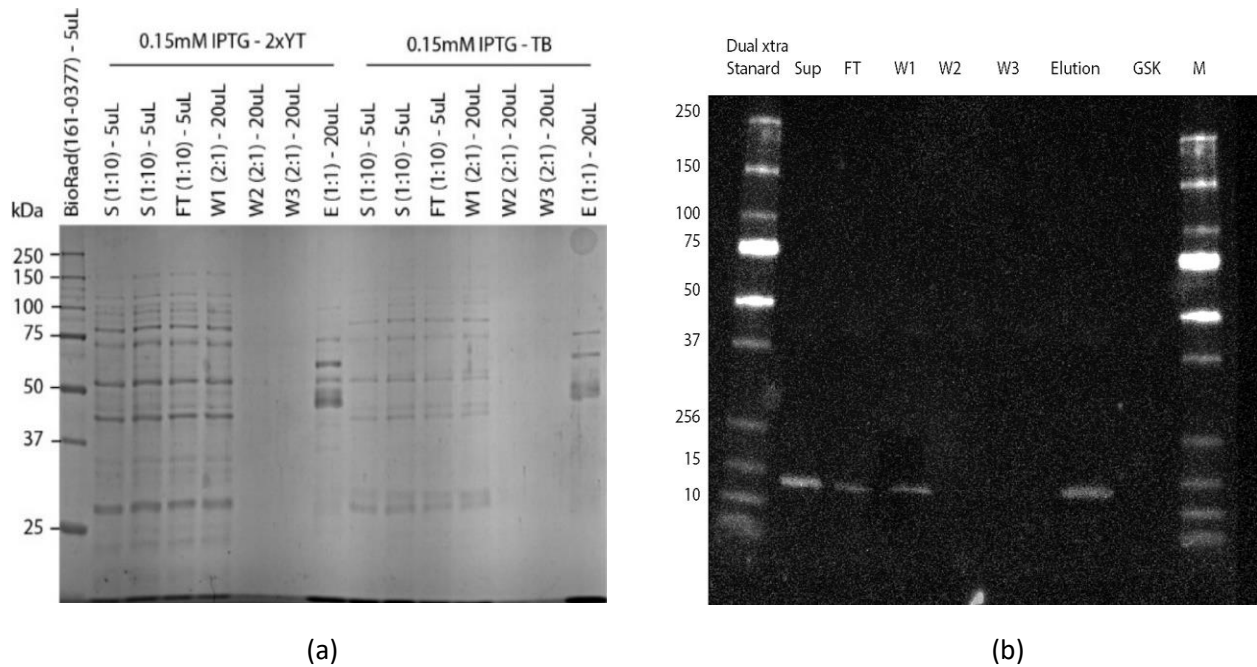 0.15mM IPTG - 2xYT
0.15mM IPTG - TB
kDa
BioRad(161-0377) - 5uL
S (1:10) - 5uL
S (1:10) - 5uL
FT (1:10) - 5uL
W1 (2:1) - 20uL
W2 (2:1) - 20uL
W3 (2:1) - 20uL
E (1:1) - 20uL
S (1:10) - 5uL
S (1:10) - 5uL
FT (1:10) - 5uL
W1 (2:1) - 20uL
W2 (2:1) - 20uL
W3 (2:1) - 20uL
E (1:1) - 20uL
250
150
100
75
50
37
25
(a)
Dual xtra
Stanard Sup FT W1 W2 W3 Elution GSK M
250
150
100
75
50
37
256
15
10
(b)